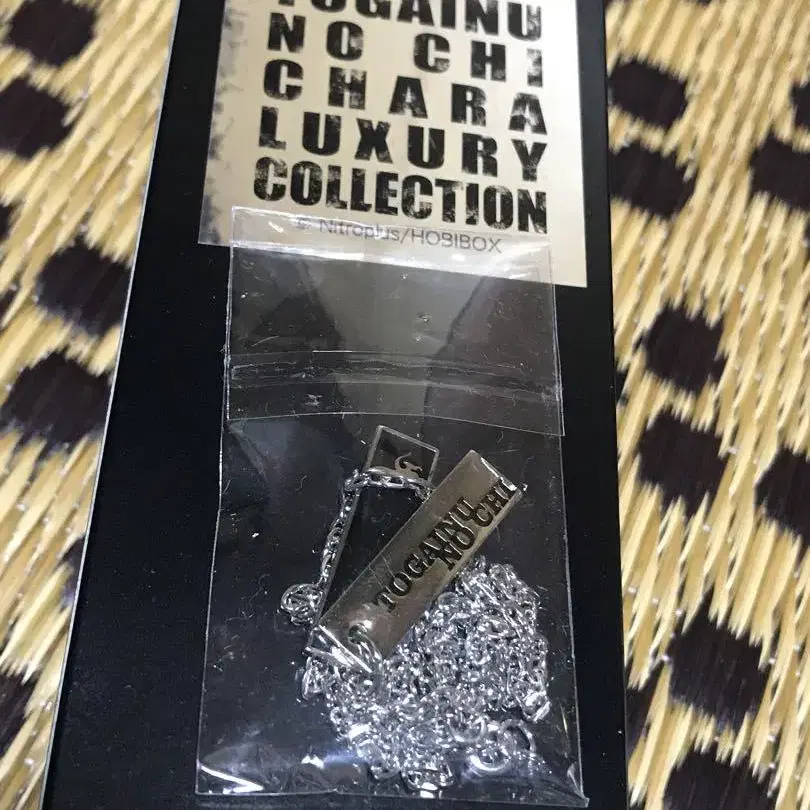 TOGAINU
NO CHI
CHARA
LUXURY
COLLECTION
© Nitroplus/HOBIBOX
TOGAINU
NO CHI